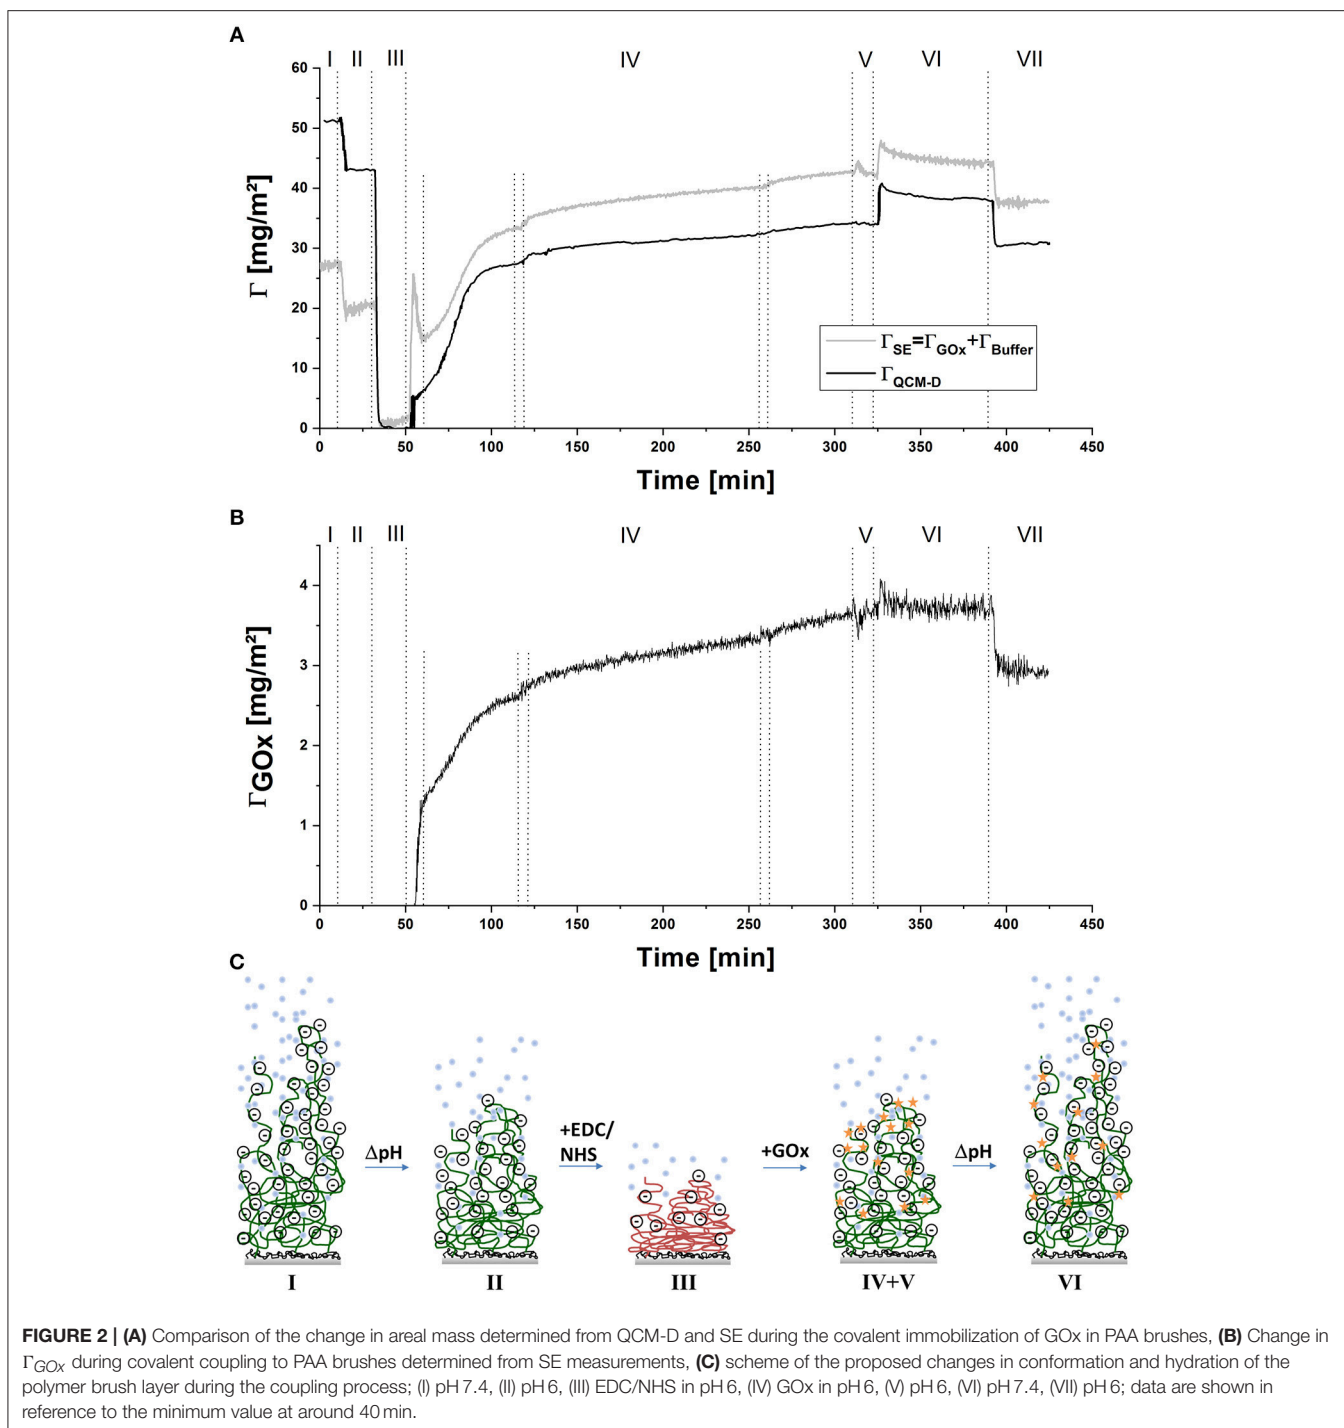 A
I II III IV V VI VII
60
50
40
30
20
10
0
Γ [mg/m²]
Γ_SE=Γ_GOx+Γ_Buffer
Γ_QCM-D
0 50 100 150 200 250 300 350 400 450
Time [min]
B
I II III IV V VI VII
4
3
2
1
0
ΓGOx [mg/m²]
0 50 100 150 200 250 300 350 400 450
Time [min]
C
ΔpH
+EDC/
NHS
+GOx
ΔpH
I II III IV+V VI
FIGURE 2 | (A) Comparison of the change in areal mass determined from QCM-D and SE during the covalent immobilization of GOx in PAA brushes, (B) Change in
Γ_GOx during covalent coupling to PAA brushes determined from SE measurements, (C) scheme of the proposed changes in conformation and hydration of the
polymer brush layer during the coupling process; (I) pH 7.4, (II) pH 6, (III) EDC/NHS in pH 6, (IV) GOx in pH 6, (V) pH 6, (VI) pH 7.4, (VII) pH 6; data are shown in
reference to the minimum value at around 40 min.